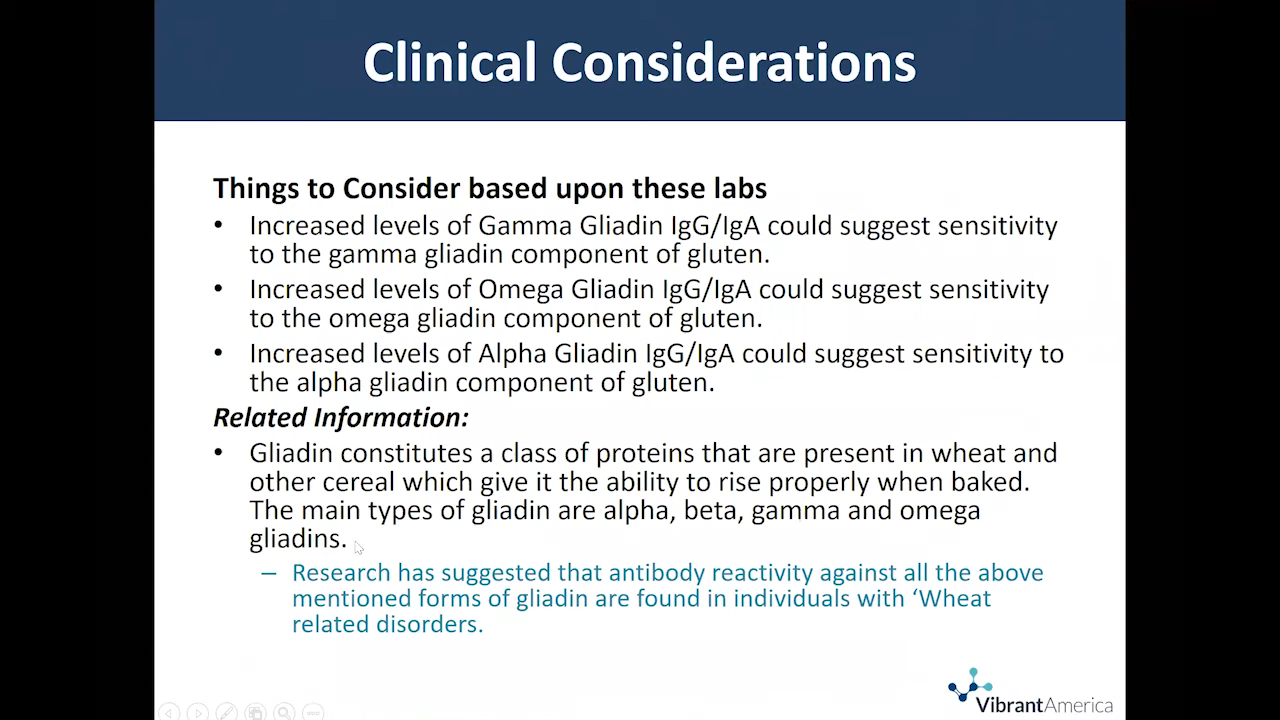 Clinical Considerations
Things to Consider based upon these labs
• Increased levels of Gamma Gliadin IgG/IgA could suggest sensitivity
to the gamma gliadin component of gluten.
• Increased levels of Omega Gliadin IgG/IgA could suggest sensitivity
to the omega gliadin component of gluten.
• Increased levels of Alpha Gliadin IgG/IgA could suggest sensitivity to
the alpha gliadin component of gluten.
Related Information:
• Gliadin constitutes a class of proteins that are present in wheat and
other cereal which give it the ability to rise properly when baked.
The main types of gliadin are alpha, beta, gamma and omega
gliadins.
– Research has suggested that antibody reactivity against all the above
mentioned forms of gliadin are found in individuals with ‘Wheat
related disorders.
VibrantAmerica